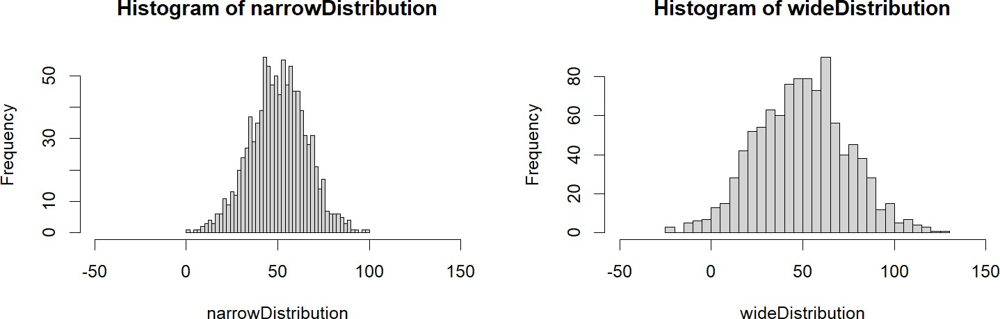 Histogram of narrowDistribution
Frequency
50
30
10
0
-50 0 50 100 150
narrowDistribution
Histogram of wideDistribution
Frequency
80
60
40
20
0
-50 0 50 100 150
wideDistribution